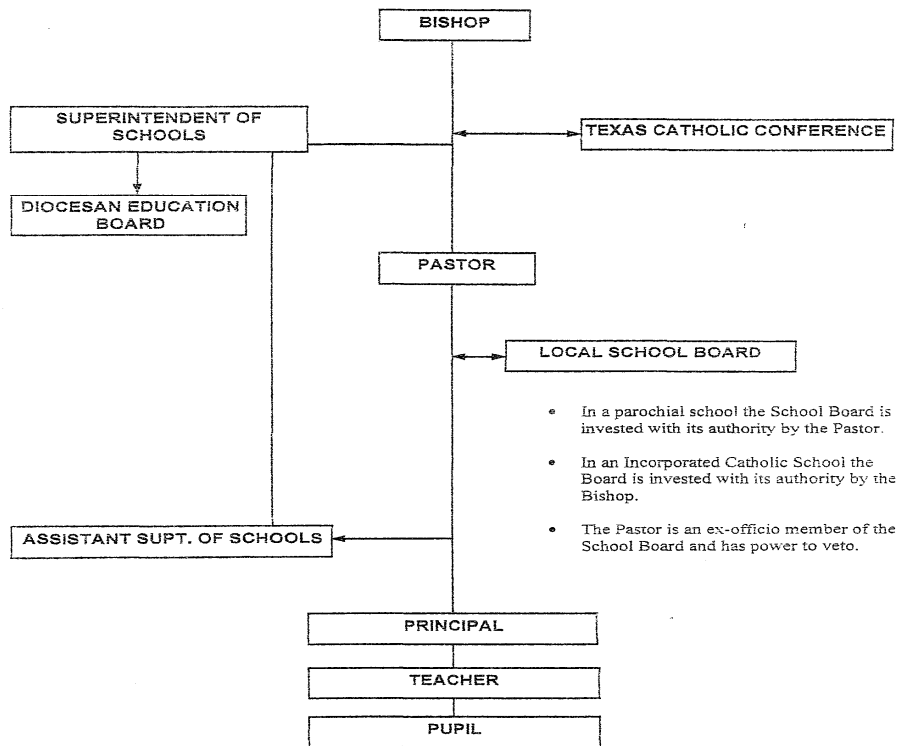 BISHOP
SUPERINTENDENT OF
SCHOOLS
TEXAS CATHOLIC CONFERENCE
DIOCESAN EDUCATION
BOARD
PASTOR
LOCAL SCHOOL BOARD
• In a parochial school the School Board is
invested with its authority by the Pastor.
• In an Incorporated Catholic School the
Board is invested with its authority by the
Bishop.
• The Pastor is an ex-officio member of the
School Board and has power to veto.
ASSISTANT SUPT. OF SCHOOLS
PRINCIPAL
TEACHER
PUPIL